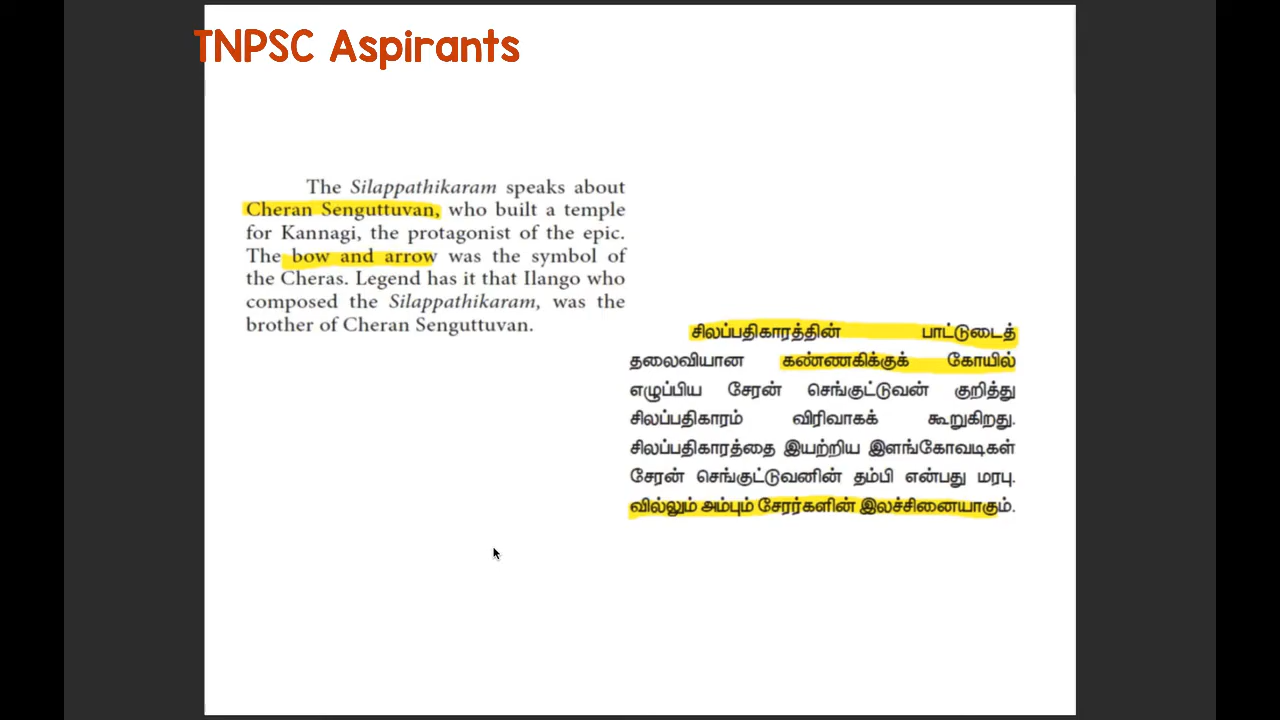 TNPSC Aspirants
The Silappathikaram speaks about
Cheran Senguttuvan, who built a temple
for Kannagi, the protagonist of the epic.
The bow and arrow was the symbol of
the Cheras. Legend has it that Ilango who
composed the Silappathikaram, was the
brother of Cheran Senguttuvan.
சிலப்பதிகாரத்தின் பாட்டுடைத்
தலைவியான கண்ணகிக்குக் கோயில்
எழுப்பிய சேரன் செங்குட்டுவன் குறித்து
சிலப்பதிகாரம் விரிவாகக் கூறுகிறது.
சிலப்பதிகாரத்தை இயற்றிய இளங்கோவடிகள்
சேரன் செங்குட்டுவனின் தம்பி என்பது மரபு.
வில்லும் அம்பும் சேரர்களின் இலச்சினையாகும்.